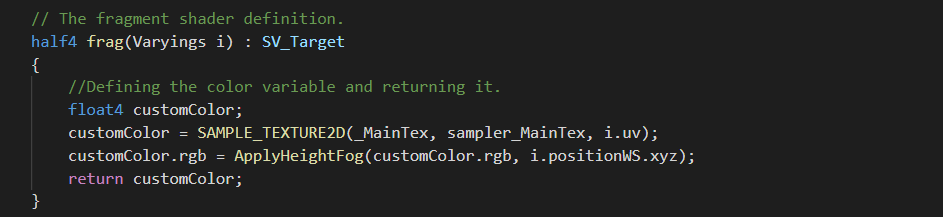 // The fragment shader definition.
half4 frag(Varyings i) : SV_Target
{
    //Defining the color variable and returning it.
    float4 customColor;
    customColor = SAMPLE_TEXTURE2D(_MainTex, sampler_MainTex, i.uv);
    customColor.rgb = ApplyHeightFog(customColor.rgb, i.positionWS.xyz);
    return customColor;
}